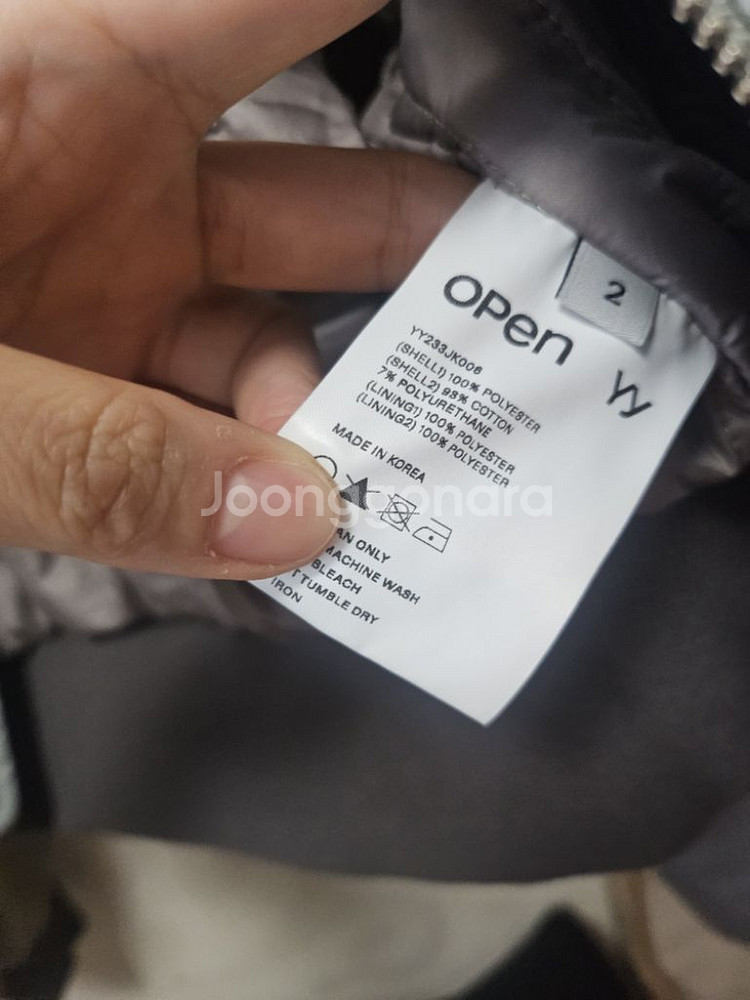 2
OPEN YY
YY233JK006
(SHELL1) 100% POLYESTER
(SHELL2) 93% COTTON
7% POLYURETHANE
(LINING1) 100% POLYESTER
(LINING2) 100% POLYESTER
MADE IN KOREA
Joonggonara
ONLY
MACHINE WASH
BLEACH
TUMBLE DRY
IRON